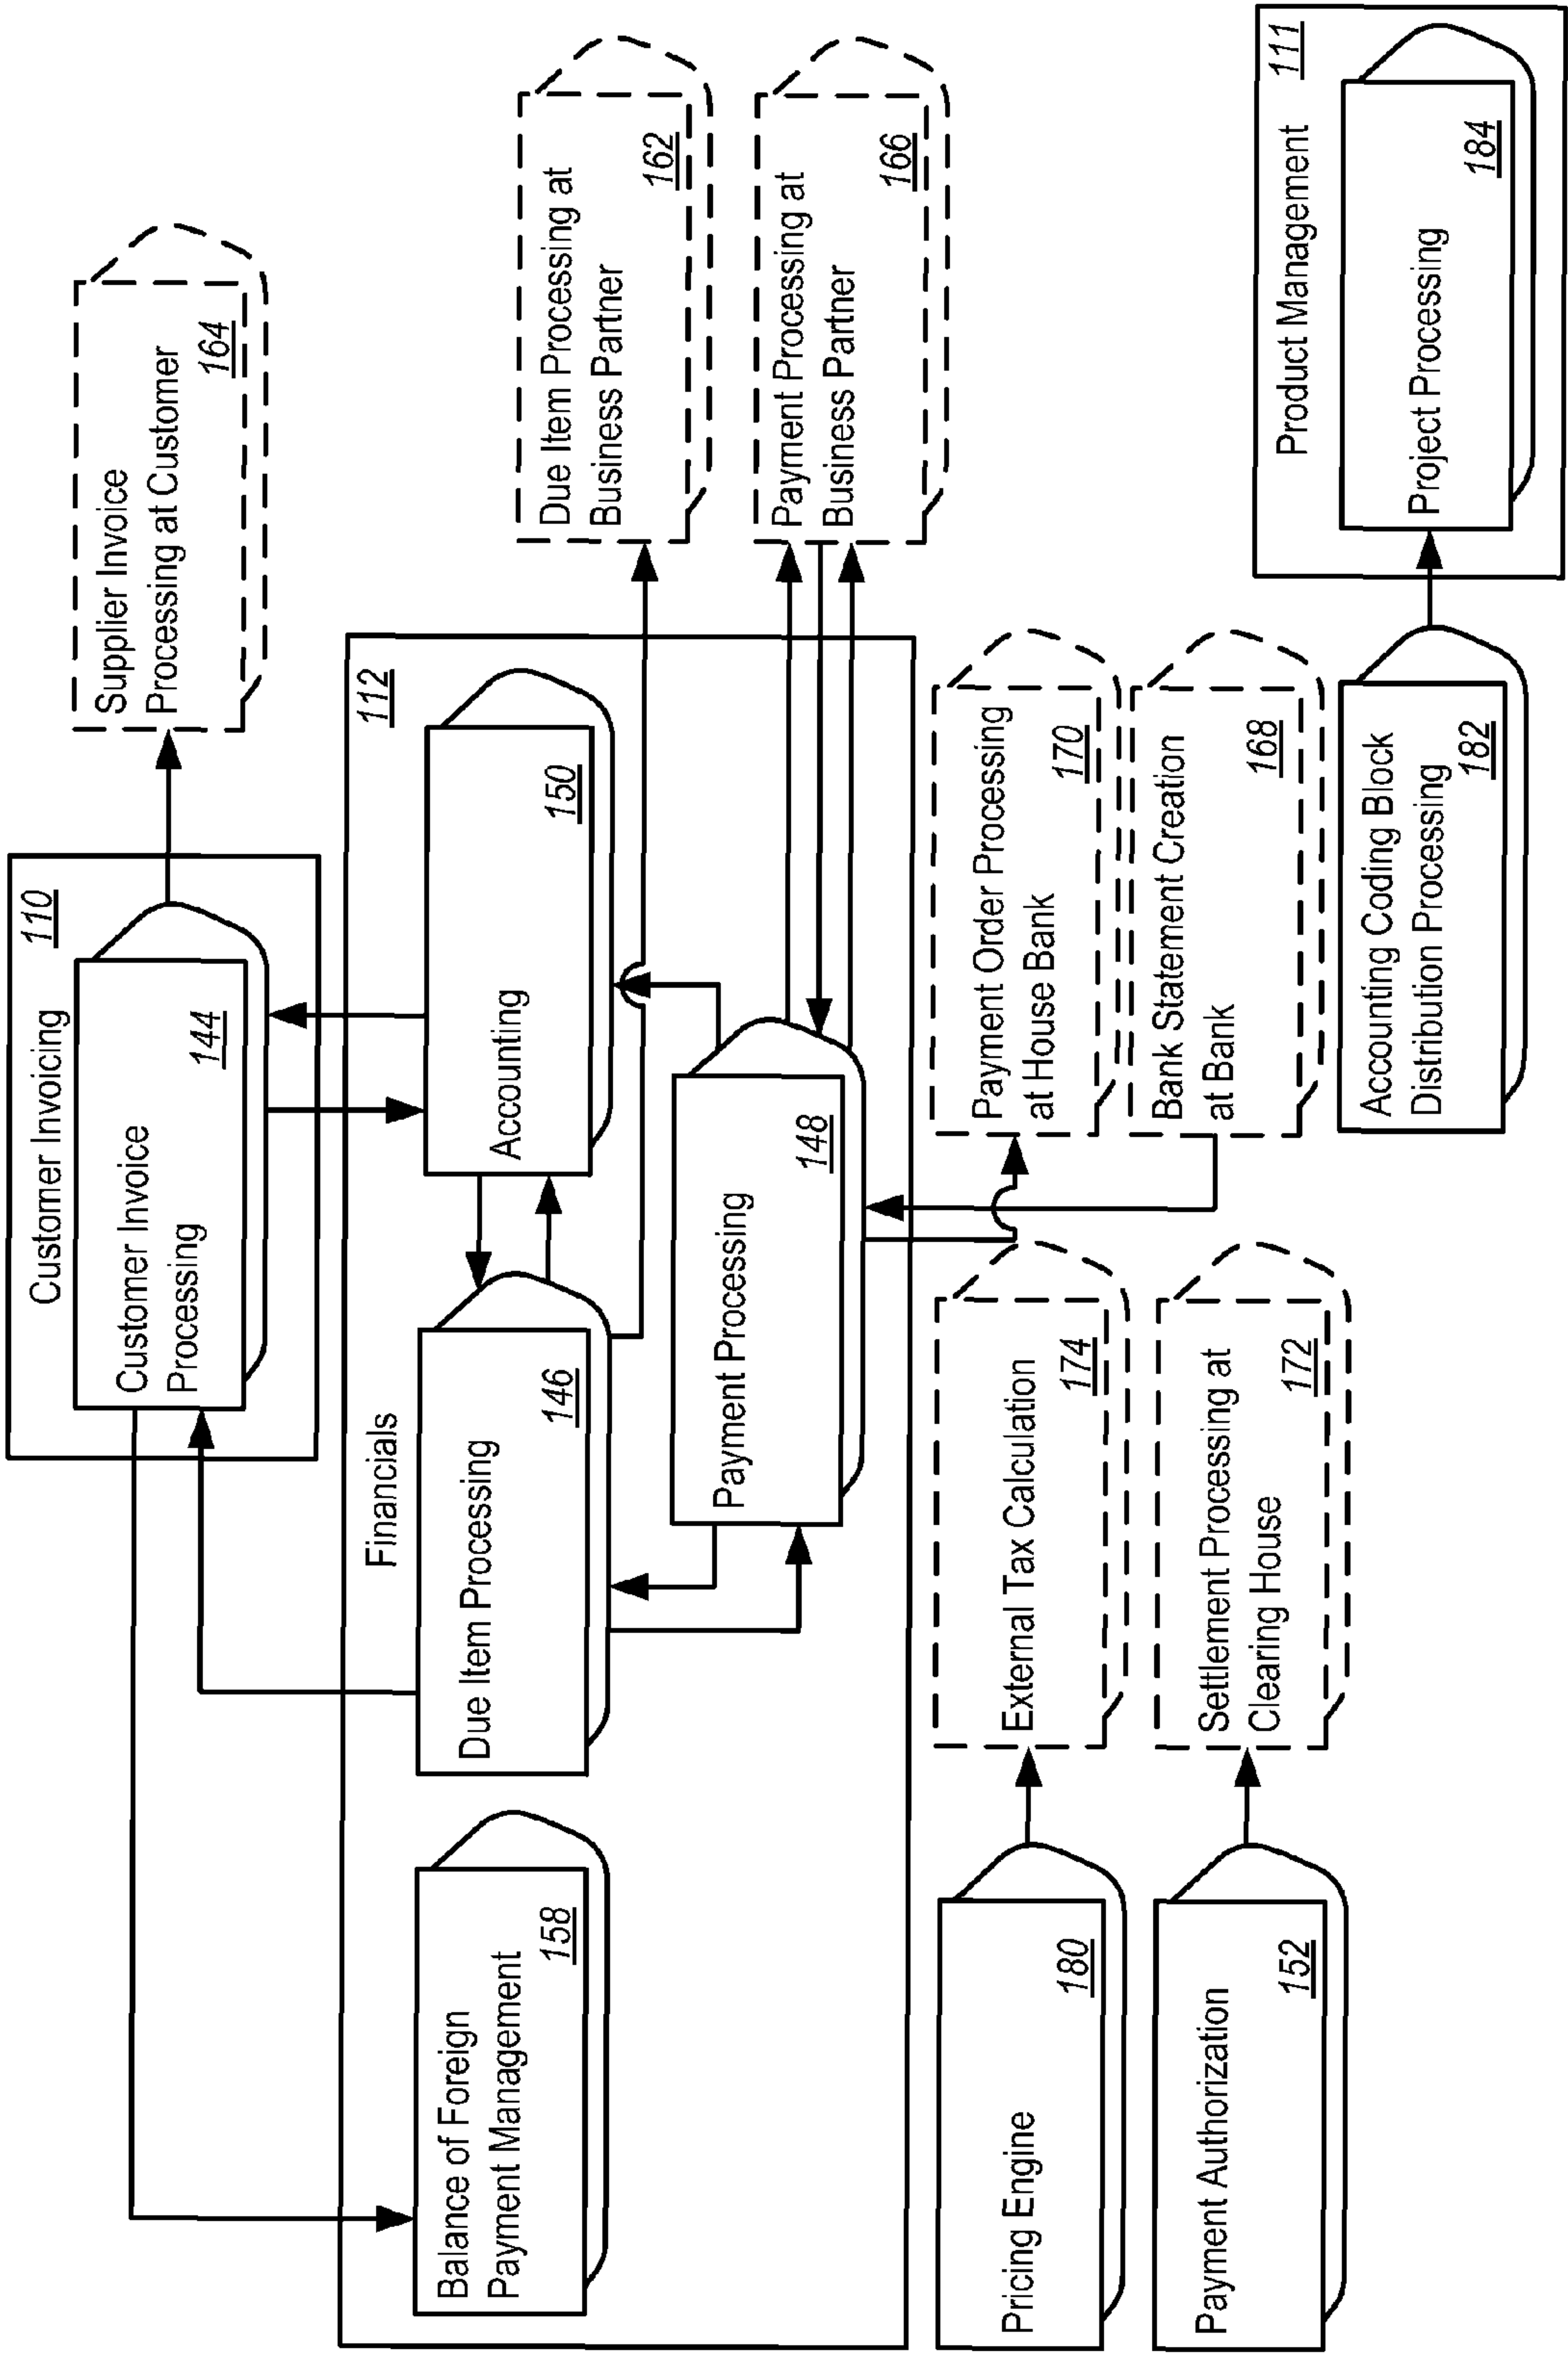 Customer Invoicing
110
Customer Invoice
Processing
144
Supplier Invoice
Processing at Customer
164
Financials
112
Balance of Foreign
Payment Management
158
Due Item Processing
146
Accounting
150
Due Item Processing at
Business Partner
162
Payment Processing
148
Payment Processing at
Business Partner
166
Pricing Engine
180
External Tax Calculation
174
Payment Order Processing
at House Bank
170
Payment Authorization
152
Settlement Processing at
Clearing House
172
Bank Statement Creation
at Bank
168
Accounting Coding Block
Distribution Processing
182
Product Management
111
Project Processing
184